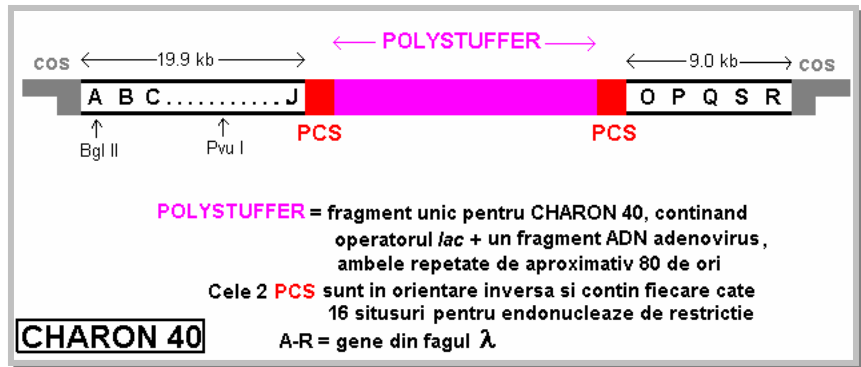 POLYSTUFFER
cos 19.9 kb 9.0 kb cos
A B C...........J O P Q S R
PCS PCS
Bgl II Pvu I
POLYSTUFFER = fragment unic pentru CHARON 40, continand
operatorul lac + un fragment ADN adenovirus,
ambele repetate de aproximativ 80 de ori
Cele 2 PCS sunt in orientare inversa si contin fiecare cate
16 situsuri pentru endonucleaze de restrictie
CHARON 40 A-R = gene din fagul λ